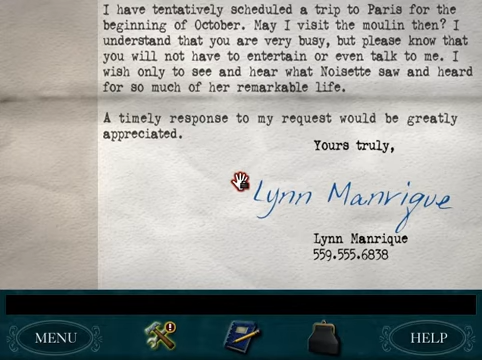 I have tentatively scheduled a trip to Paris for the
beginning of October. May I visit the moulin then? I
understand that you are very busy, but please know that
you will not have to entertain or even talk to me. I
wish only to see and hear what Noisette saw and heard
for so much of her remarkable life.
A timely response to my request would be greatly
appreciated.
Yours truly,
Lynn Manrique
Lynn Manrique
559.555.6838
MENU
HELP